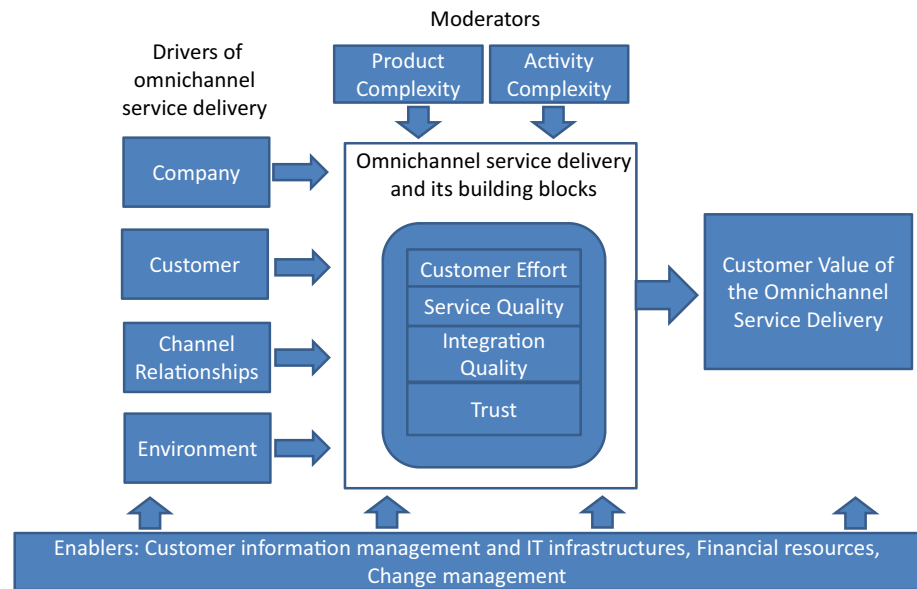 Moderators
Drivers of
omnichannel
service delivery
Product
Complexity
Activity
Complexity
Company
Customer
Channel
Relationships
Environment
Omnichannel service delivery
and its building blocks
Customer Effort
Service Quality
Integration
Quality
Trust
Customer Value of
the Omnichannel
Service Delivery
Enablers: Customer information management and IT infrastructures, Financial resources,
Change management